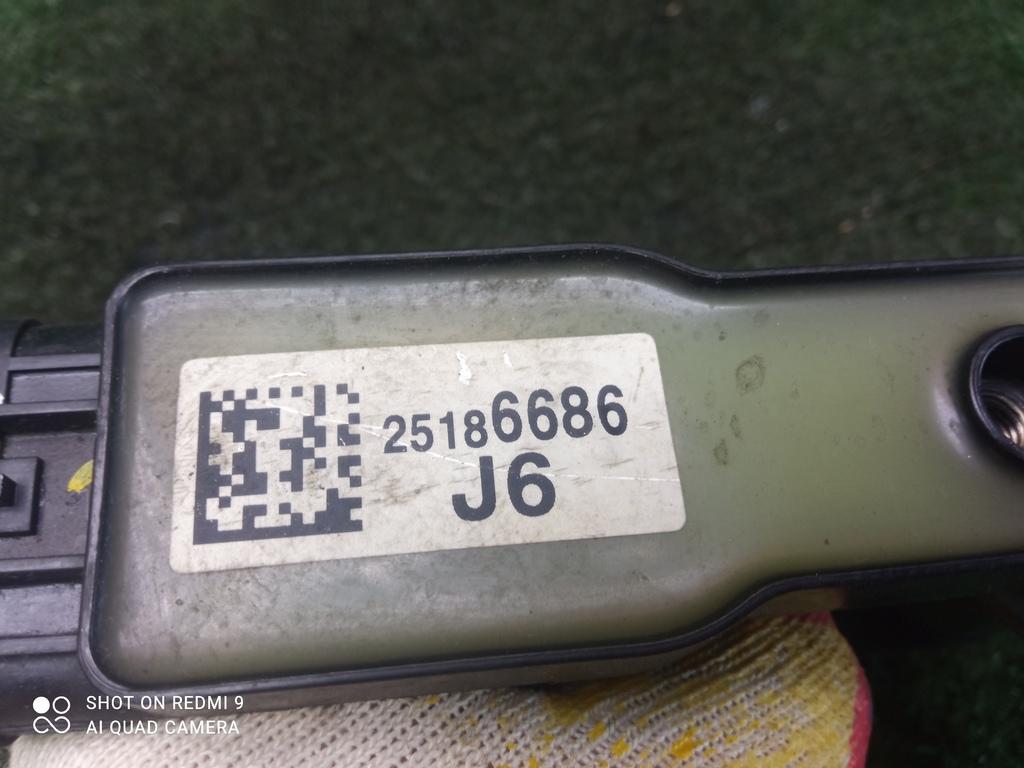 25186686
J6
SHOT ON REDMI 9
AI QUAD CAMERA